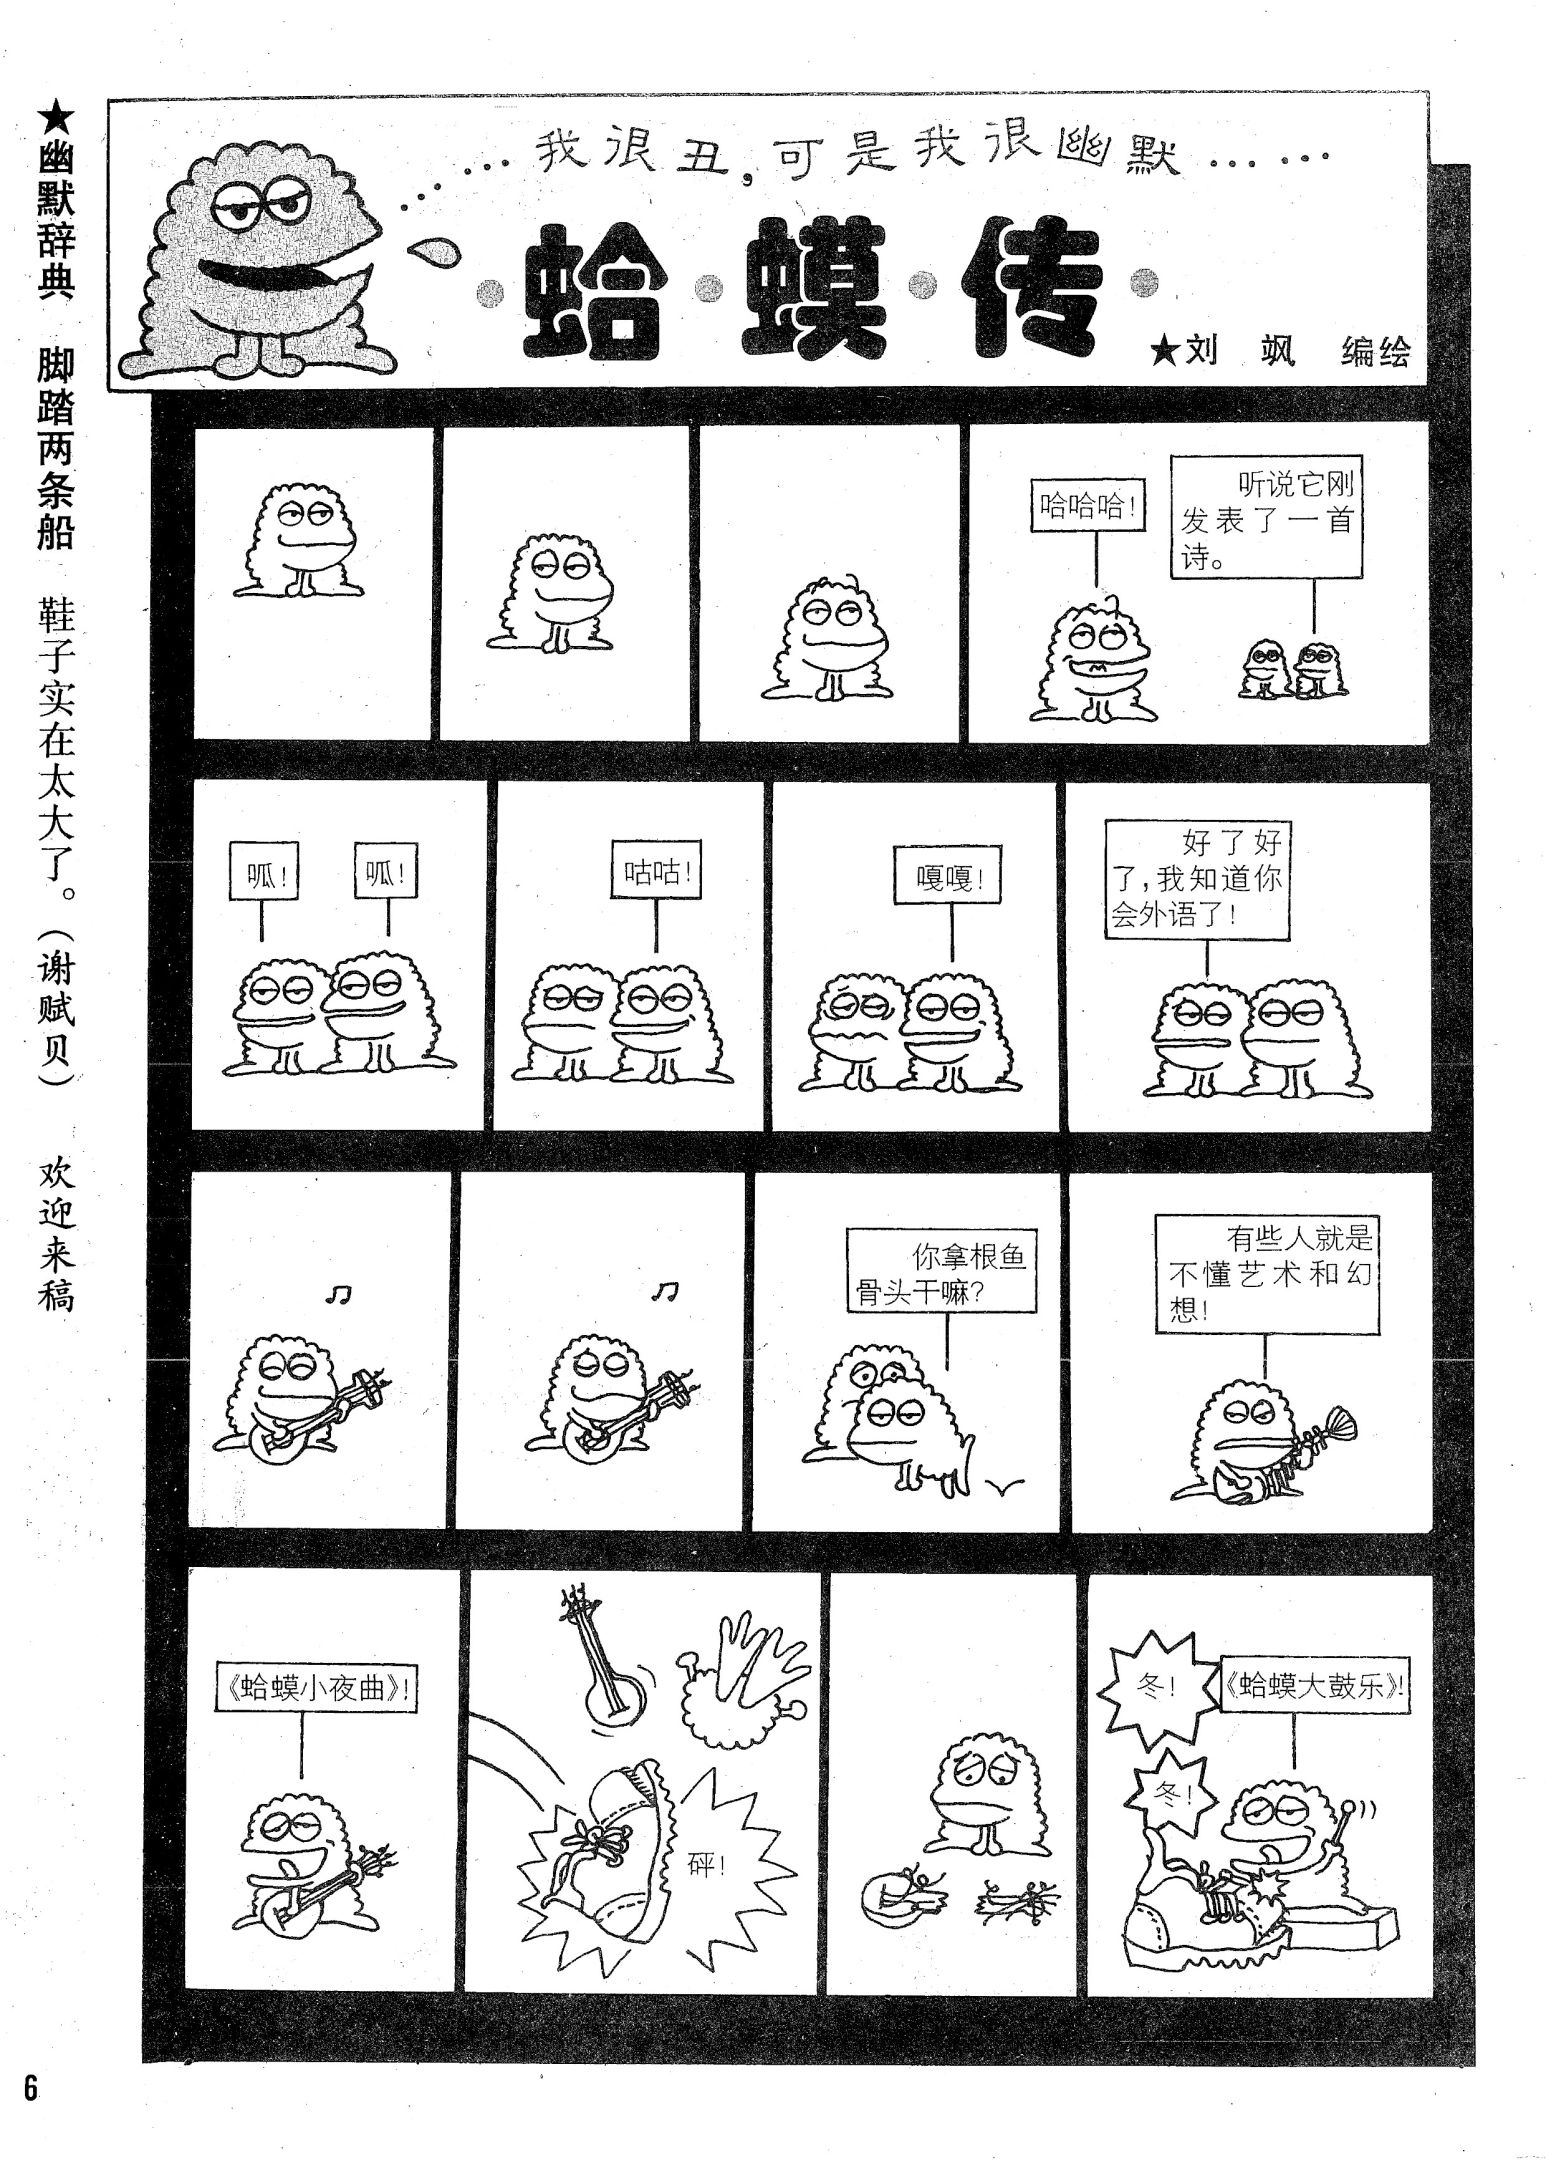 ……我很丑,可是我很幽默……
·蛤·蟆·传·
★刘 飒 编绘
哈哈哈!
听说它刚
发表了一首
诗。
呱!
呱!
咕咕!
嘎嘎!
好了好
了,我知道你
会外语了!
你拿根鱼
骨头干嘛?
有些人就是
不懂艺术和幻
想!
《蛤蟆小夜曲》!
砰!
冬!
《蛤蟆大鼓乐》!
冬!
★幽默辞典 脚踏两条船 鞋子实在太大了。(谢赋贝) 欢迎来稿
6